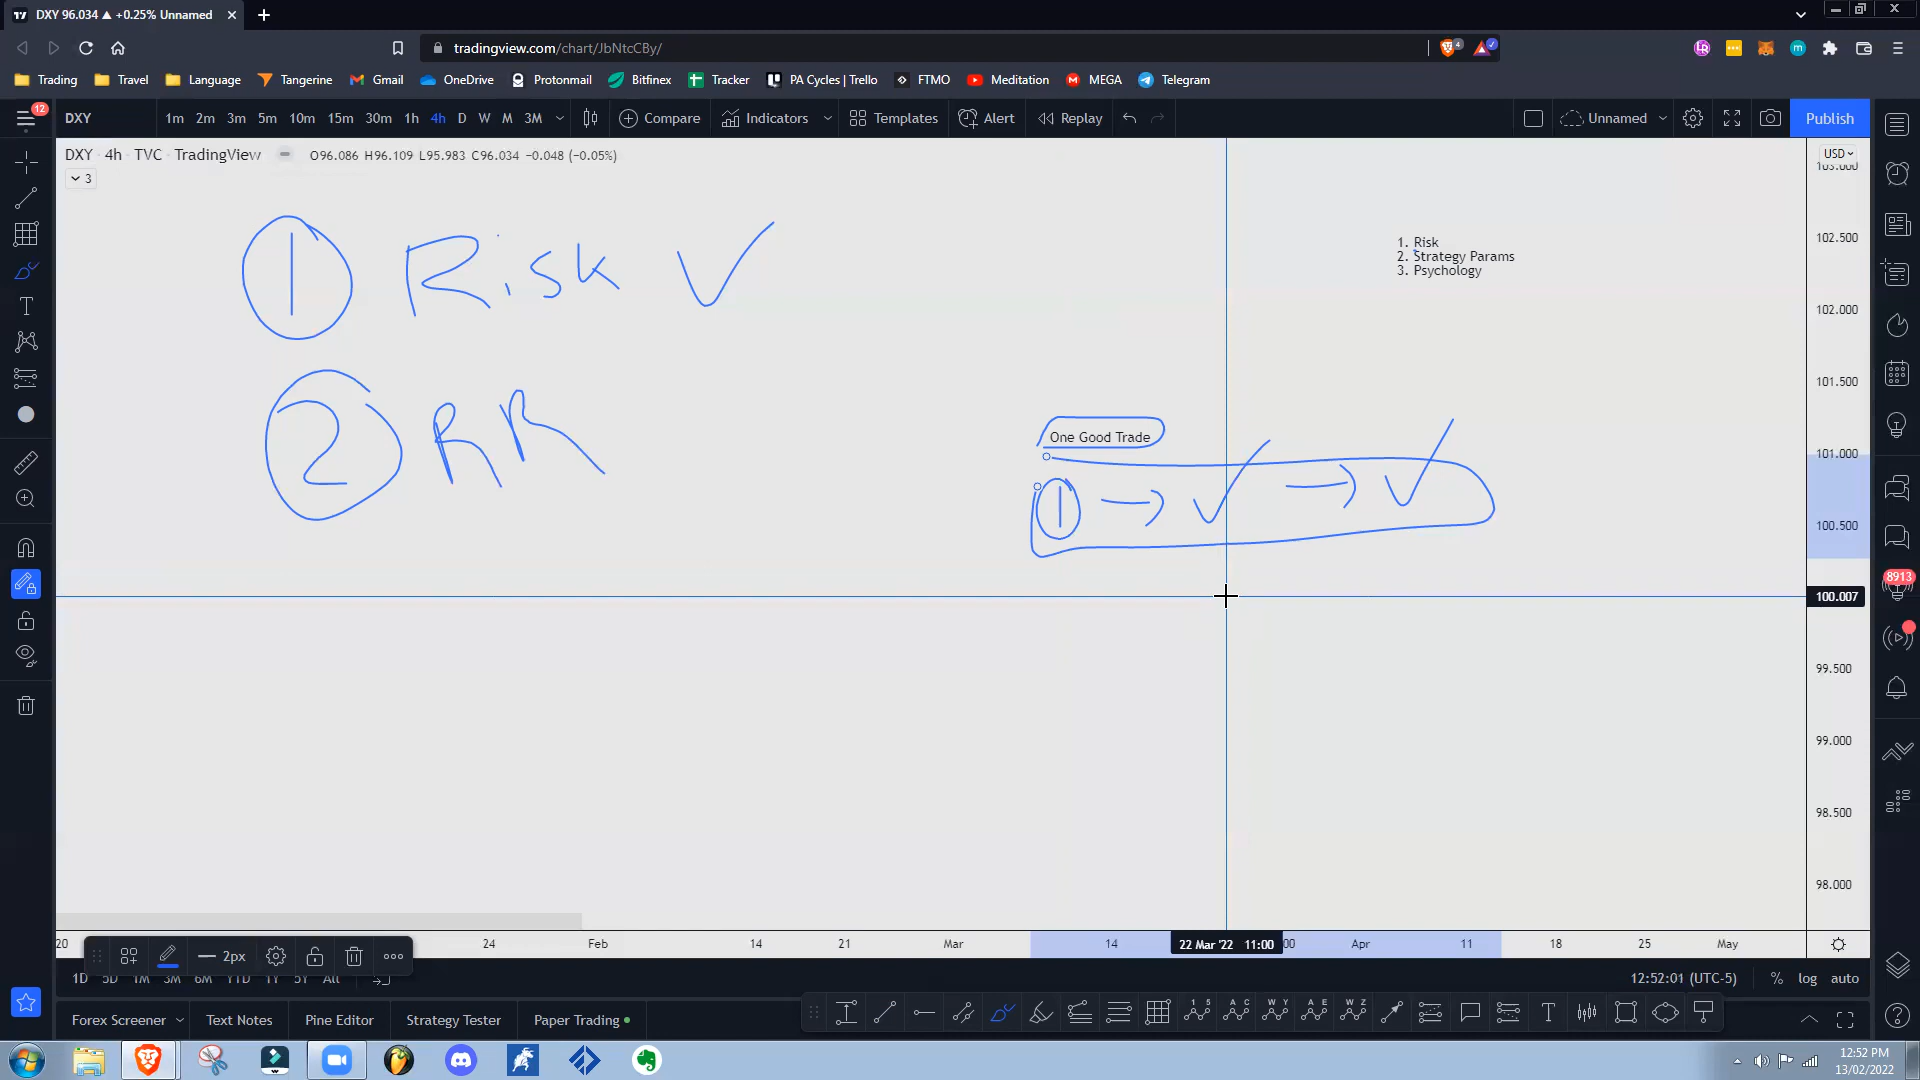 DXY 96.034 ▲ +0.25% Unnamed
tradingview.com/chart/JbNtcCBy/
4
Trading Travel Language Tangerine Gmail OneDrive Protonmail Bitfinex Tracker PA Cycles | Trello FTMO Meditation MEGA Telegram
12
DXY 1m 2m 3m 5m 10m 15m 30m 1h 4h D W M 3M Compare Indicators Templates Alert Replay Unnamed Publish
DXY · 4h · TVC · TradingView O96.086 H96.109 L95.983 C96.034 −0.048 (−0.05%)
3
USD
103.000
102.500
102.000
101.500
101.000
100.500
100.007
99.500
99.000
98.500
98.000
1 Risk ✓
2 RR
1. Risk
2. Strategy Params
3. Psychology
One Good Trade
1 → ✓ → ✓
8913
20 24 Feb 14 21 Mar 14 22 Mar '22 11:00 :00 Apr 11 18 25 May
2px
1D 5D 1M 3M 6M YTD 1Y 5Y All
12:52:01 (UTC-5) % log auto
Forex Screener Text Notes Pine Editor Strategy Tester Paper Trading
12:52 PM
13/02/2022